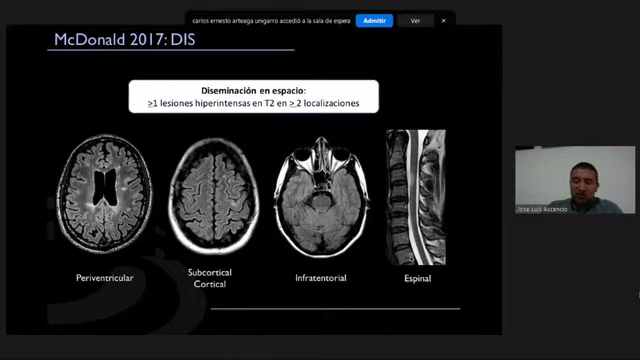 carlos ernesto arteaga unigarro accedió a la sala de espera
Admitir
Ver
×
McDonald 2017: DIS
Diseminación en espacio:
≥1 lesiones hiperintensas en T2 en ≥ 2 localizaciones
Periventricular
Subcortical
Cortical
Infratentorial
Espinal
Jose Luis Ascencio